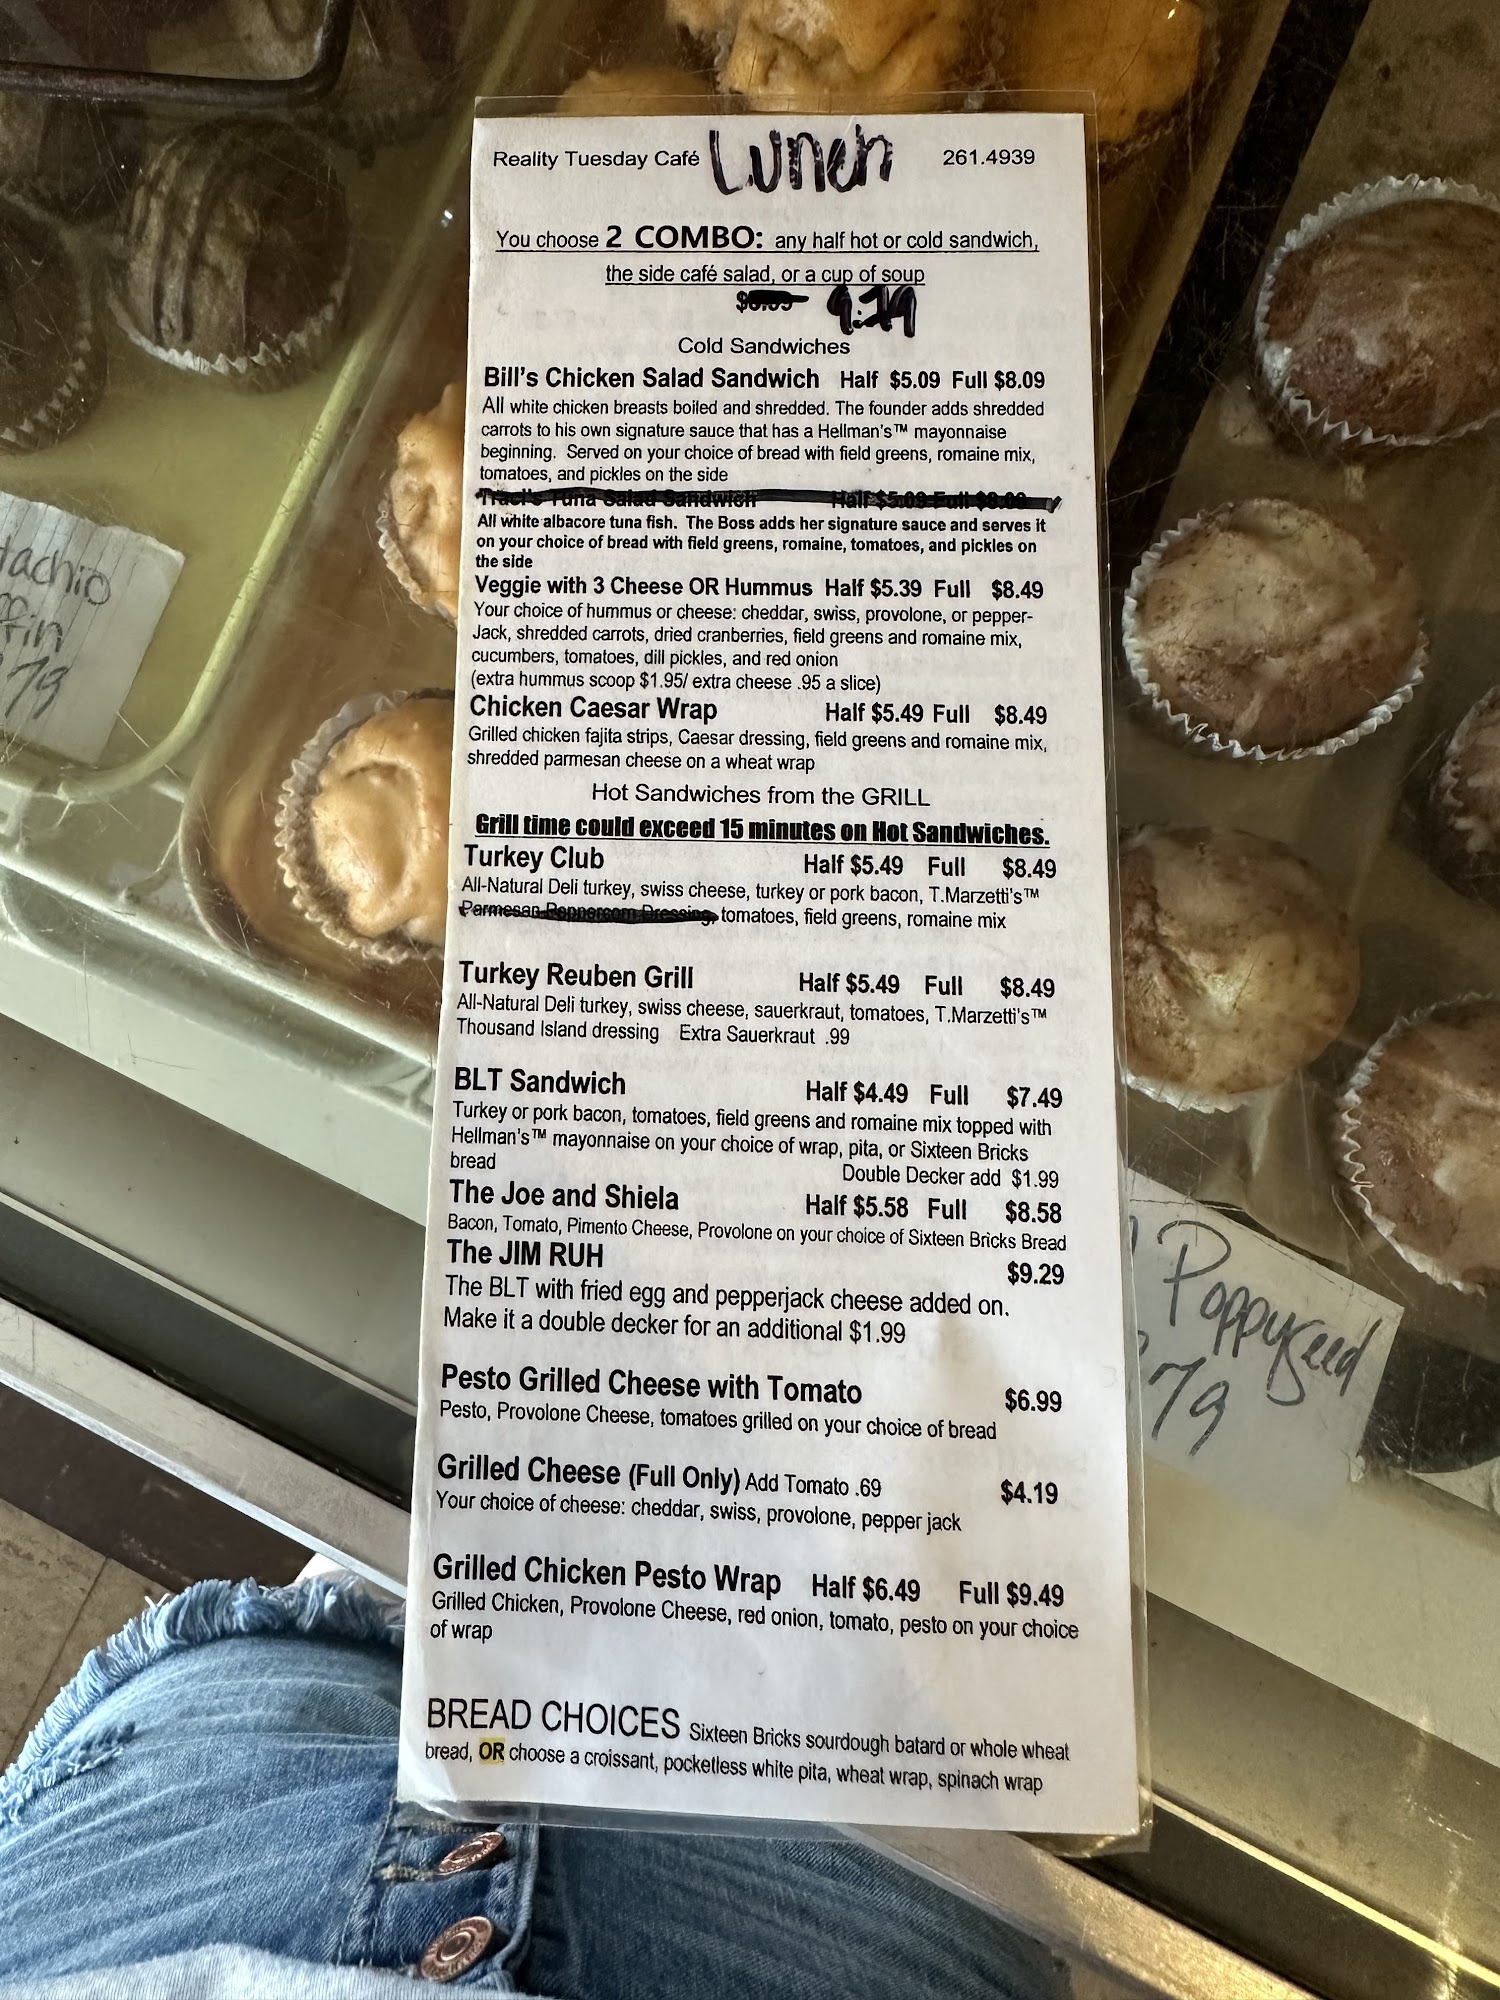 Reality Tuesday Café Lunch 261.4939
You choose 2 COMBO: any half hot or cold sandwich,
the side café salad, or a cup of soup
9.79
Cold Sandwiches
Bill's Chicken Salad Sandwich Half $5.09 Full $8.09
All white chicken breasts boiled and shredded. The founder adds shredded
carrots to his own signature sauce that has a Hellman's™ mayonnaise
beginning. Served on your choice of bread with field greens, romaine mix,
tomatoes, and pickles on the side
Traci's Tuna Salad Sandwich Half $5.09 Full $8.09
All white albacore tuna fish. The Boss adds her signature sauce and serves it
on your choice of bread with field greens, romaine, tomatoes, and pickles on
the side
Veggie with 3 Cheese OR Hummus Half $5.39 Full $8.49
Your choice of hummus or cheese: cheddar, swiss, provolone, or pepper-
Jack, shredded carrots, dried cranberries, field greens and romaine mix,
cucumbers, tomatoes, dill pickles, and red onion
(extra hummus scoop $1.95/ extra cheese .95 a slice)
Chicken Caesar Wrap Half $5.49 Full $8.49
Grilled chicken fajita strips, Caesar dressing, field greens and romaine mix,
shredded parmesan cheese on a wheat wrap
Hot Sandwiches from the GRILL
Grill time could exceed 15 minutes on Hot Sandwiches.
Turkey Club Half $5.49 Full $8.49
All-Natural Deli turkey, swiss cheese, turkey or pork bacon, T.Marzetti's™
Parmesan Peppercorn Dressing, tomatoes, field greens, romaine mix
Turkey Reuben Grill Half $5.49 Full $8.49
All-Natural Deli turkey, swiss cheese, sauerkraut, tomatoes, T.Marzetti's™
Thousand Island dressing Extra Sauerkraut .99
BLT Sandwich Half $4.49 Full $7.49
Turkey or pork bacon, tomatoes, field greens and romaine mix topped with
Hellman's™ mayonnaise on your choice of wrap, pita, or Sixteen Bricks
bread Double Decker add $1.99
The Joe and Shiela Half $5.58 Full $8.58
Bacon, Tomato, Pimento Cheese, Provolone on your choice of Sixteen Bricks Bread
The JIM RUH $9.29
The BLT with fried egg and pepperjack cheese added on.
Make it a double decker for an additional $1.99
Pesto Grilled Cheese with Tomato $6.99
Pesto, Provolone Cheese, tomatoes grilled on your choice of bread
Grilled Cheese (Full Only) Add Tomato .69 $4.19
Your choice of cheese: cheddar, swiss, provolone, pepper jack
Grilled Chicken Pesto Wrap Half $6.49 Full $9.49
Grilled Chicken, Provolone Cheese, red onion, tomato, pesto on your choice
of wrap
BREAD CHOICES Sixteen Bricks sourdough batard or whole wheat
bread, OR choose a croissant, pocketless white pita, wheat wrap, spinach wrap
tachio
ffin
79
Poppyseed
79